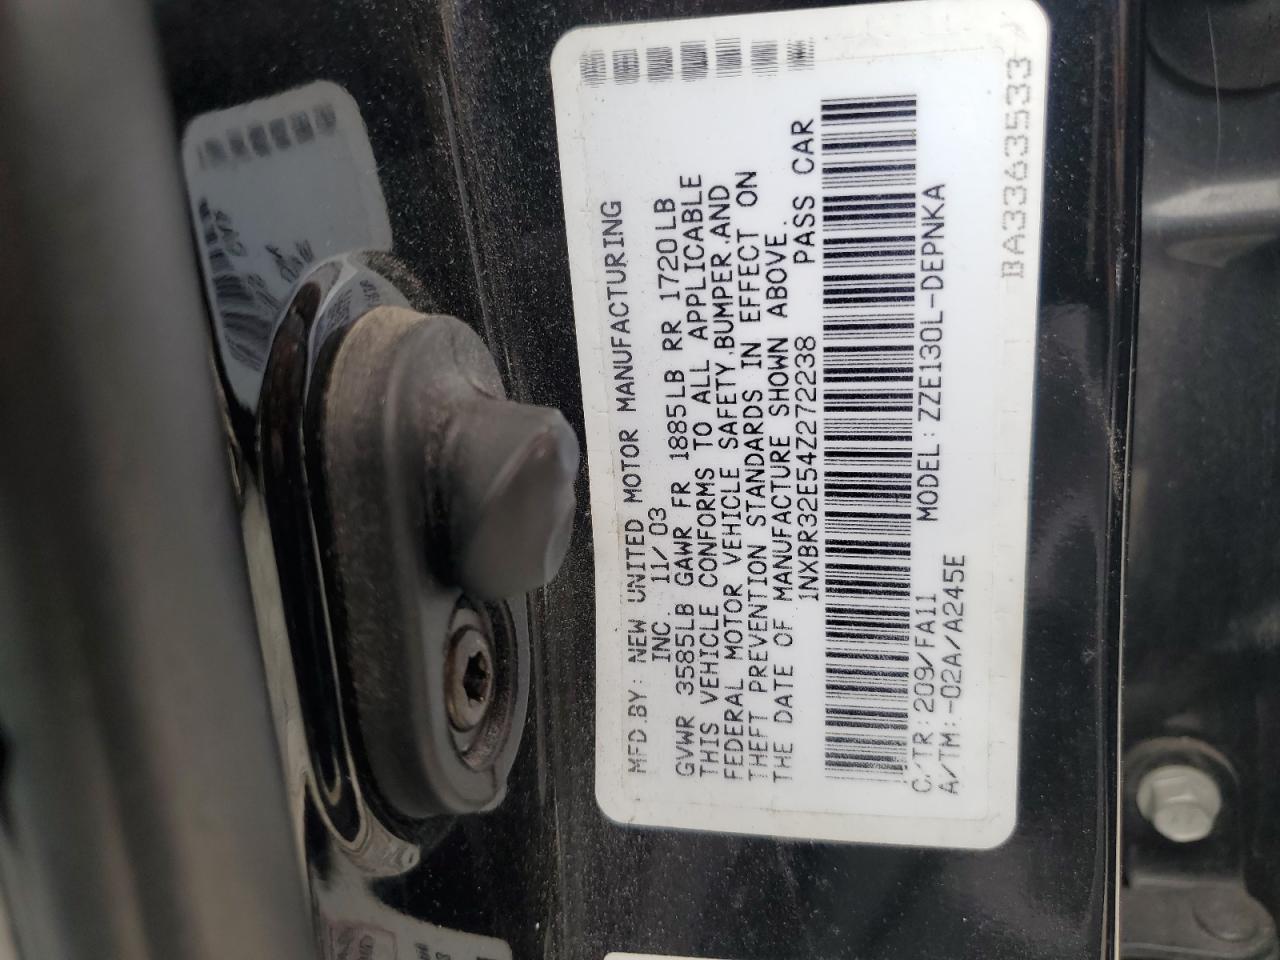 MFD.BY: NEW UNITED MOTOR MANUFACTURING
INC. 11/03
GVWR 3585LB GAWR FR 1885LB RR 1720LB
THIS VEHICLE CONFORMS TO ALL APPLICABLE
FEDERAL MOTOR VEHICLE SAFETY,BUMPER,AND
THEFT PREVENTION STANDARDS IN EFFECT ON
THE DATE OF MANUFACTURE SHOWN ABOVE.
1NXBR32E54Z272238 PASS CAR
C/TR:209/FA11 MODEL:ZZE130L-DEPNKA
A/TM:-02A/A245E
BA3363533